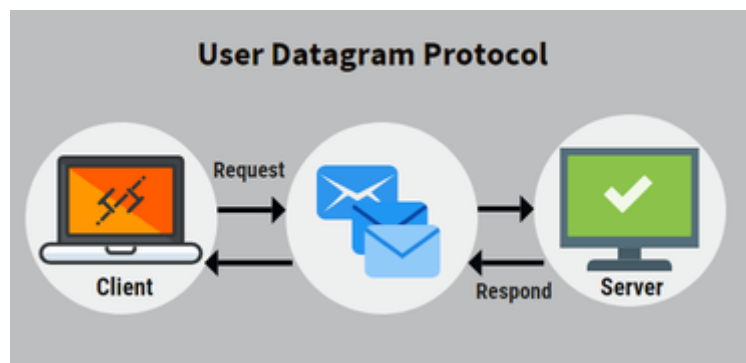 User Datagram Protocol
Request
Client
Respond
Server